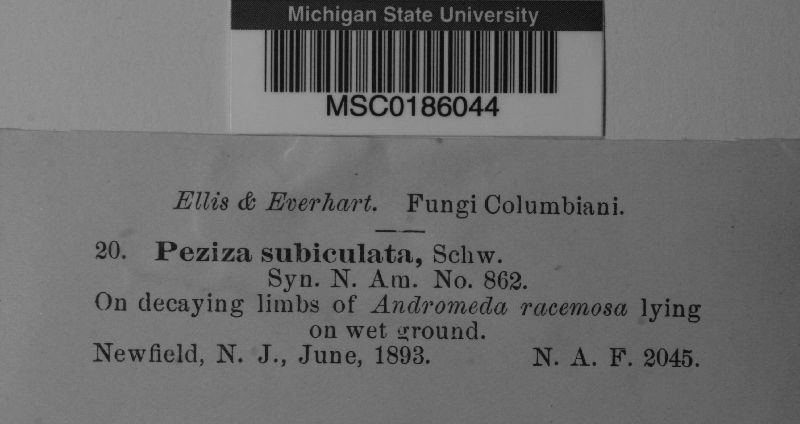 Michigan State University
MSC0186044
Ellis & Everhart. Fungi Columbiani.
20. Peziza subiculata, Schw.
Syn. N. Am. No. 862.
On decaying limbs of Andromeda racemosa lying
on wet ground.
Newfield, N. J., June, 1893. N. A. F. 2045.